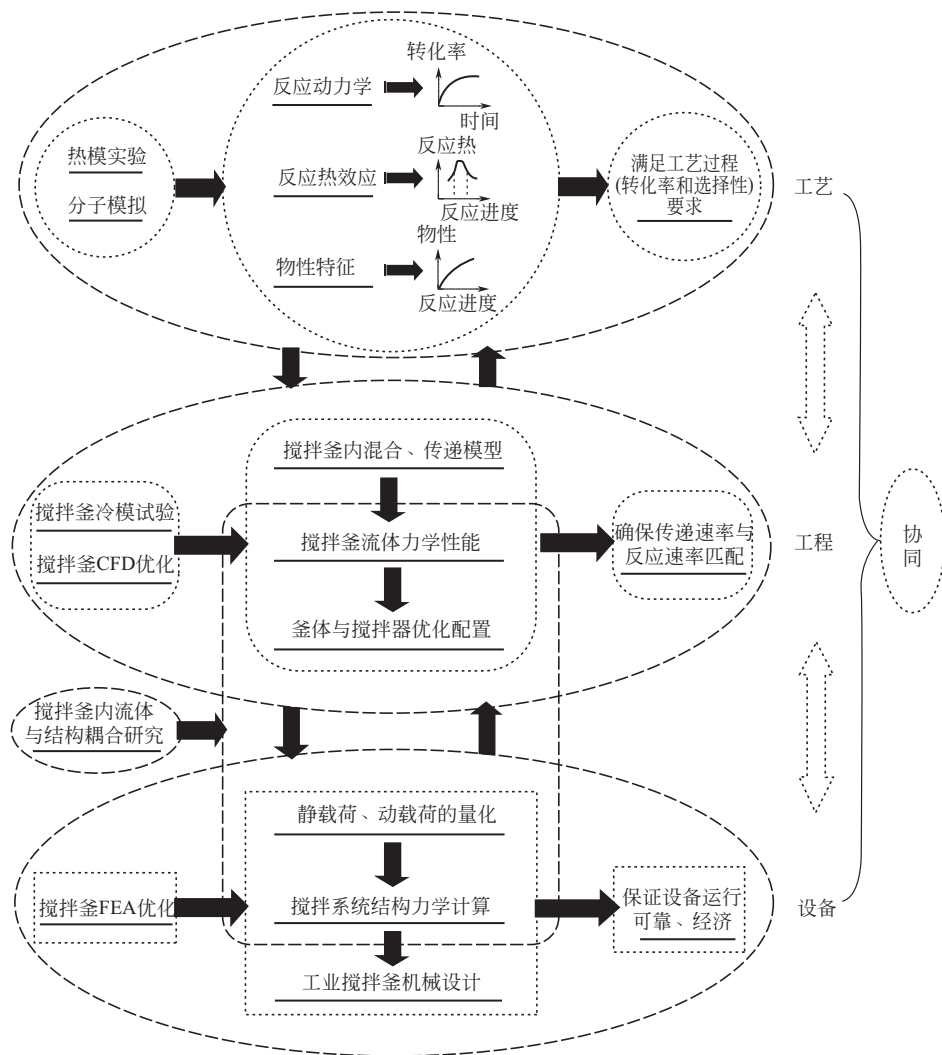 转化率
反应动力学
时间
热模实验
分子模拟
反应热
反应热效应
反应进度
满足工艺过程
(转化率和选择性)
要求
工艺
物性
物性特征
反应进度
搅拌釜内混合、传递模型
搅拌釜冷模试验
搅拌釜CFD优化
搅拌釜流体力学性能
确保传递速率与
反应速率匹配
工程
协
同
釜体与搅拌器优化配置
搅拌釜内流体
与结构耦合研究
静载荷、动载荷的量化
搅拌釜FEA优化
搅拌系统结构力学计算
保证设备运行
可靠、经济
设备
工业搅拌釜机械设计